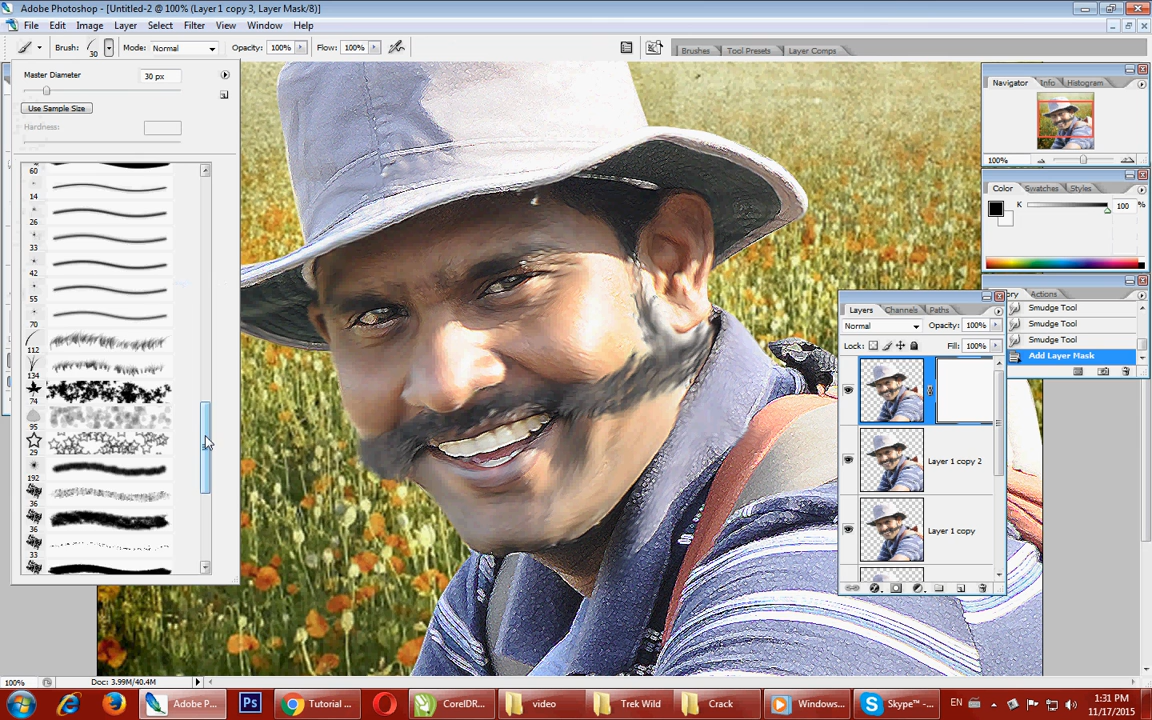 Adobe Photoshop - [Untitled-2 @ 100% (Layer 1 copy 3, Layer Mask/8)]
File Edit Image Layer Select Filter View Window Help
Brush: 30 Mode: Normal Opacity: 100% Flow: 100% Brushes Tool Presets Layer Comps
Master Diameter 30 px
Use Sample Size
Hardness:
60
14
26
33
42
55
70
112
134
74
95
29
192
36
36
33
Navigator Info Histogram
100%
Color Swatches Styles
K 100 %
Actions
Smudge Tool
Smudge Tool
Smudge Tool
Add Layer Mask
Layers Channels Paths
Normal Opacity: 100%
Lock: Fill: 100%
Layer 1 copy 2
Layer 1 copy
100% Doc: 3.99M/40.4M
Adobe P... Ps Tutorial ... CorelDR... video Trek Wild Crack Windows... Skype™ -... EN 1:31 PM
11/17/2015